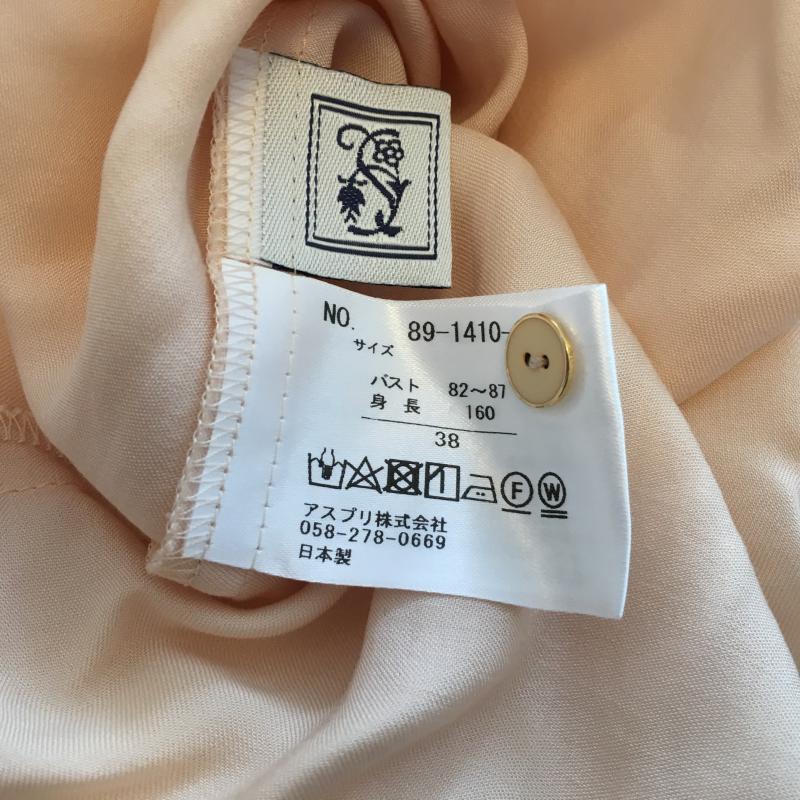 NO. 89-1410-
サイズ
バスト 82～87
身長 160
38
F W
アスプリ株式会社
058-278-0669
日本製